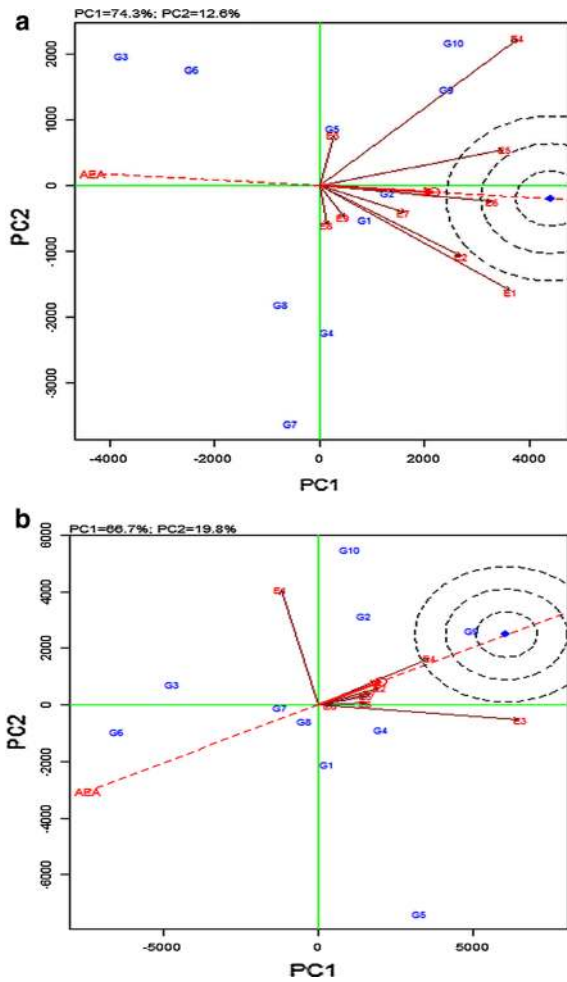 a
PC1=74.3%; PC2=12.6%
2000
1000
0
-1000
-2000
-3000
PC2
G3
G6
G10
E4
G9
G5
AEA
E5
G2
E6
E7
G1
E9
E8
E2
E1
G8
G4
G7
-4000
-2000
0
2000
4000
PC1
b
PC1=66.7%; PC2=19.8%
6000
4000
2000
0
-2000
-4000
-6000
PC2
G10
G2
G9
G3
G7
G8
G6
G4
E3
G1
AEA
G5
-5000
0
5000
PC1